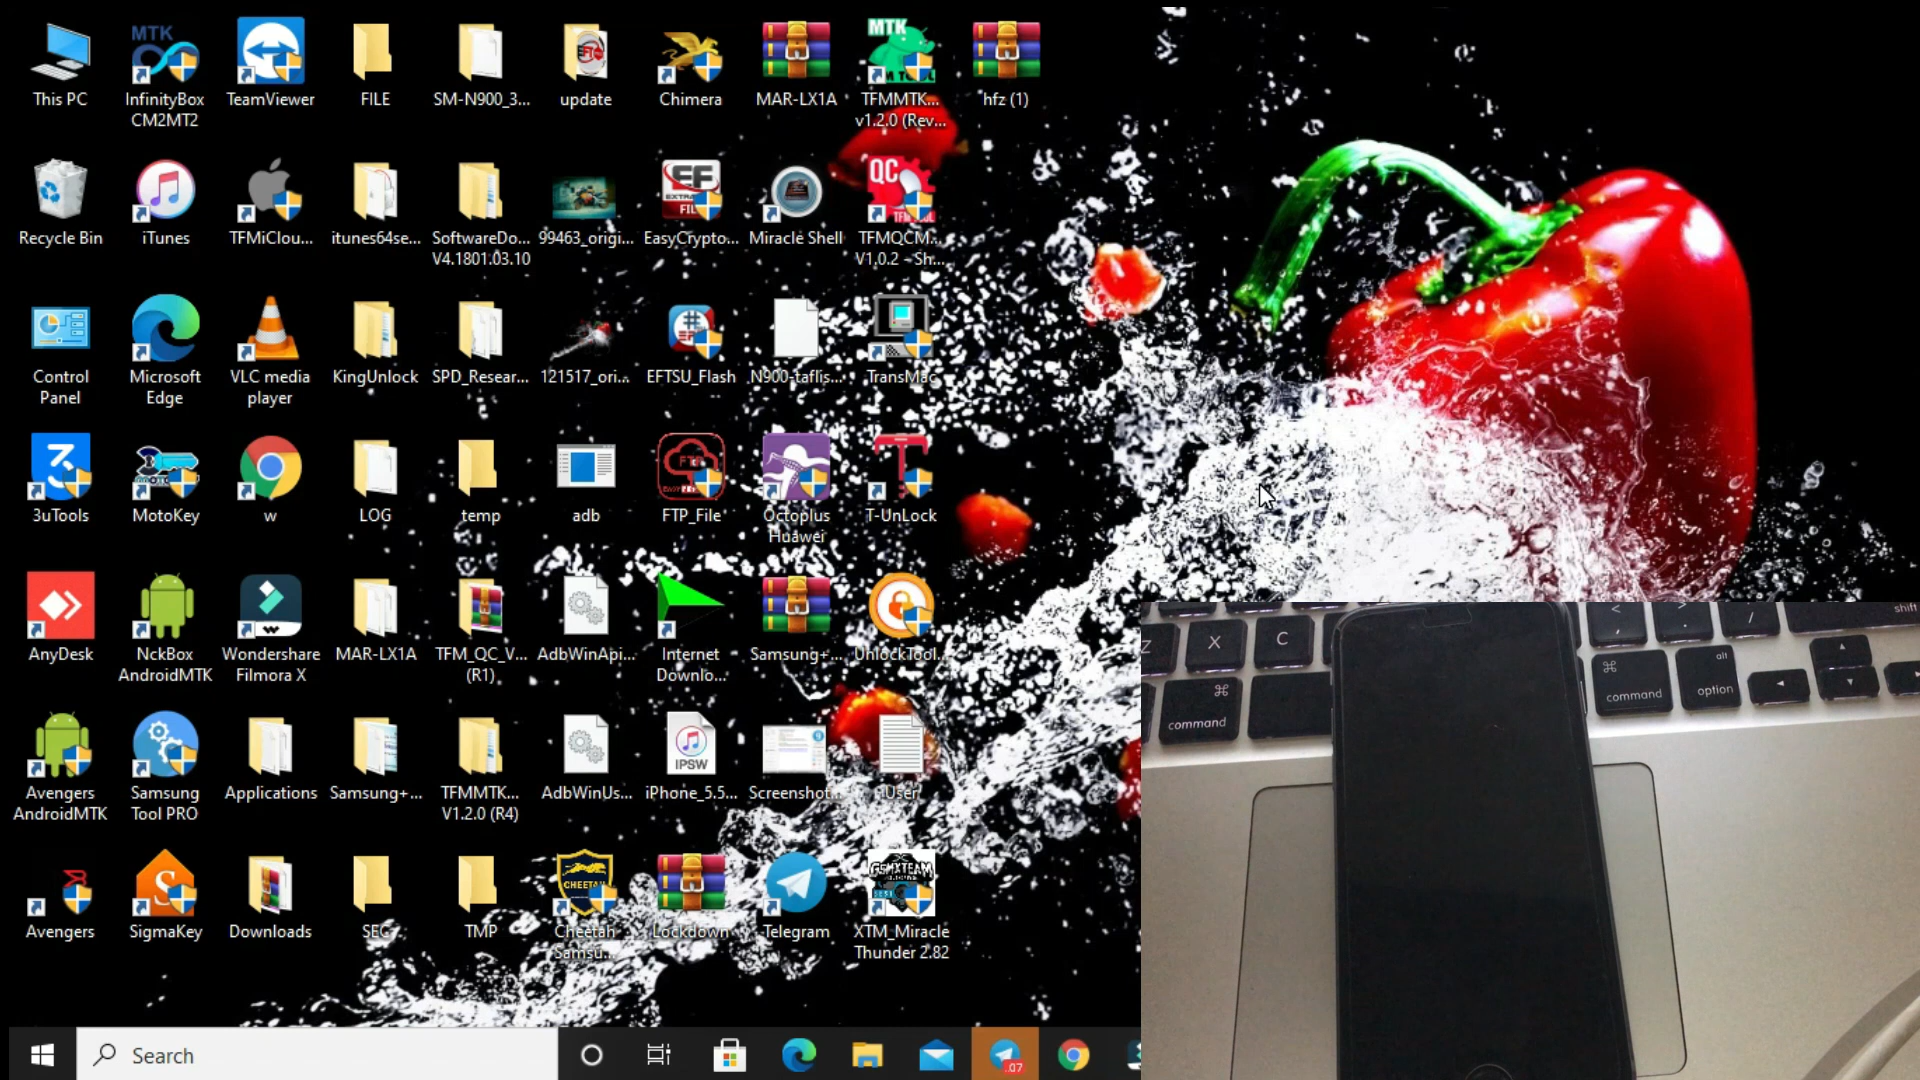 This PC
InfinityBox
CM2MT2
TeamViewer
FILE
SM-N900_3...
update
Chimera
MAR-LX1A
TFMMTK...
v1.2.0 (Rev...
hfz (1)
MTK
MTK
Recycle Bin
iTunes
TFMiClou...
itunes64se...
SoftwareDo...
V4.1801.03.10
99463_origi...
EasyCrypto...
Miracle Shell
TFMQCM...
V1.0.2 - Sh...
EF
QC
Control
Panel
Microsoft
Edge
VLC media
player
KingUnlock
SPD_Resear...
121517_ori...
EFTSU_Flash
N900-taflis...
TransMac
3uTools
MotoKey
w
LOG
temp
adb
FTP_File
Octoplus
Huawei
T-UnLock
AnyDesk
NckBox
AndroidMTK
Wondershare
Filmora X
MAR-LX1A
TFM_QC_V...
(R1)
AdbWinApi...
Internet
Downlo...
Samsung+...
UnlockTool...
Avengers
AndroidMTK
Samsung
Tool PRO
Applications
Samsung+...
TFMMTK...
V1.2.0 (R4)
AdbWinUs...
IPSW
iPhone_5.5...
Screenshot...
User
Avengers
SigmaKey
Downloads
SEC
TMP
CHEETAH
Cheetah
Samsu...
Lockdown
Telegram
XTM_Miracle
Thunder 2.82
Search
..07
Z
X
C
<
>
,
.
/
shift
⌘
command
⌘
command
alt
option